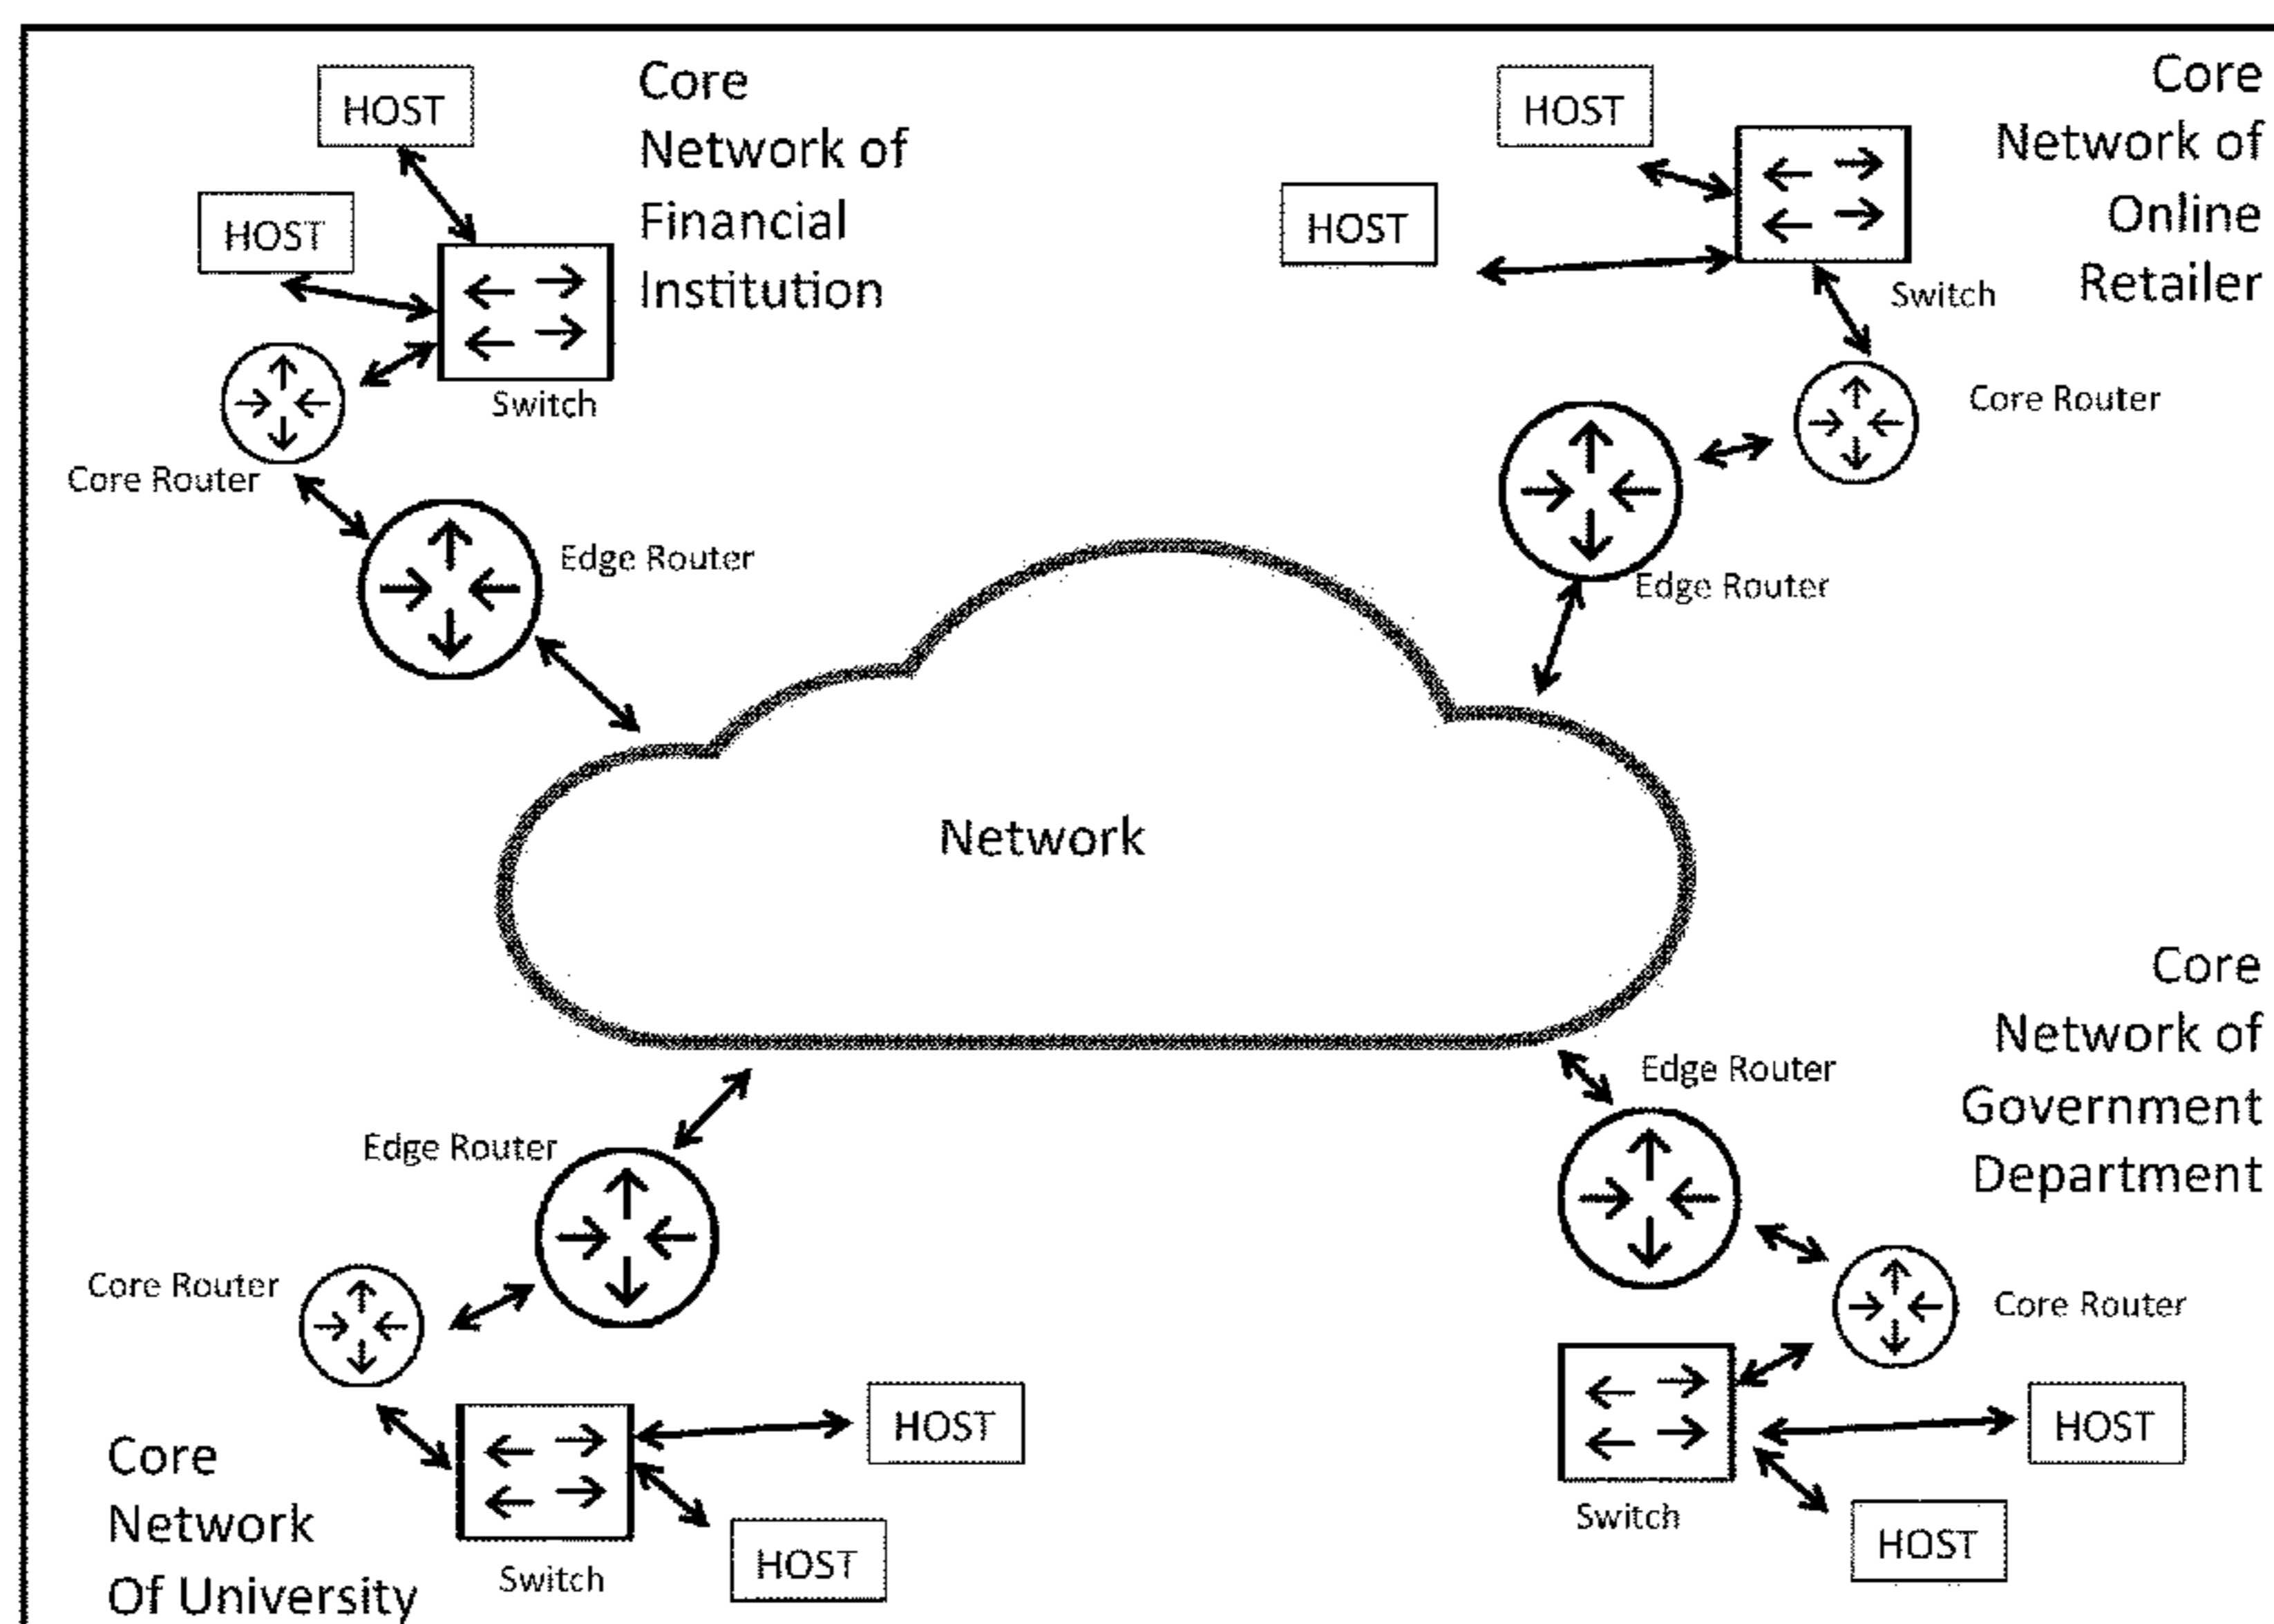 HOST
HOST
Core
Network of
Financial
Institution
Switch
Core Router
Edge Router
HOST
HOST
Core
Network of
Online
Retailer
Switch
Core Router
Edge Router
Network
Edge Router
Core Router
Core
Network
Of University
Switch
HOST
HOST
Core
Network of
Government
Department
Edge Router
Core Router
Switch
HOST
HOST